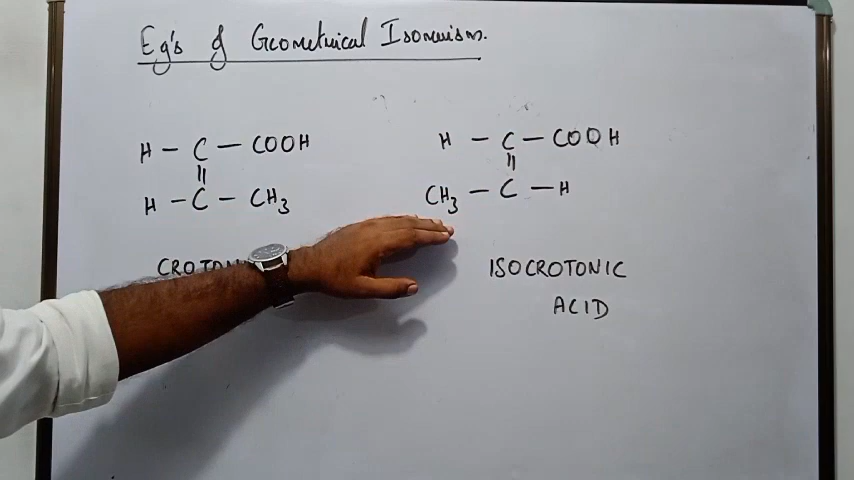 Eg's of Geometrical Isomerism.
H - C - COOH
||
H - C - CH3
H - C - COOH
||
CH3 - C - H
ISOCROTONIC
ACID